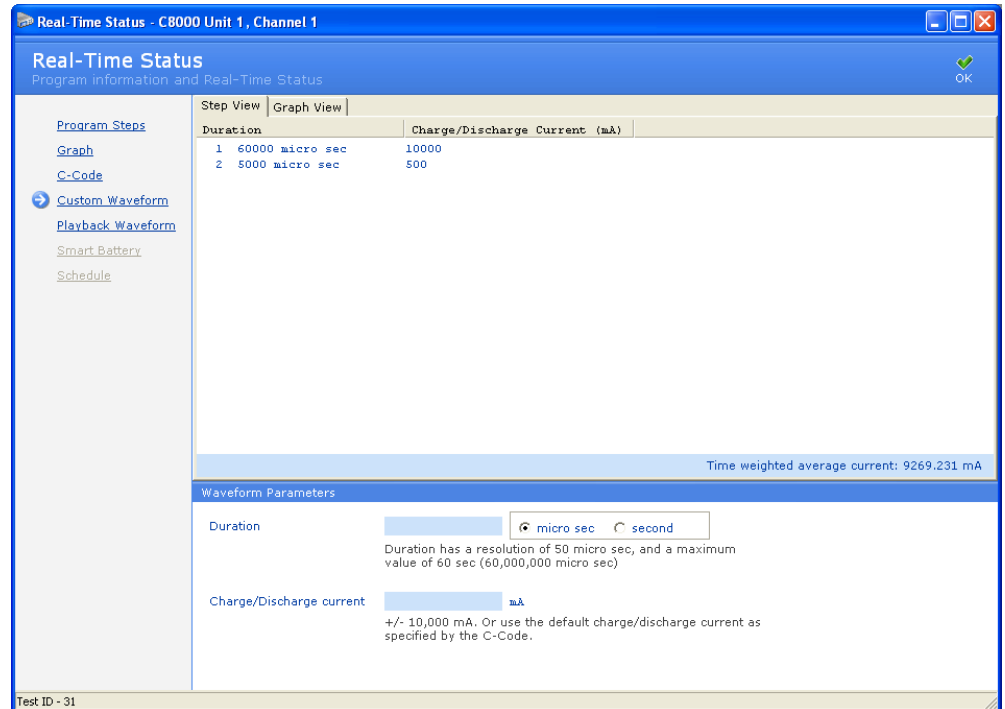 Real-Time Status - C8000 Unit 1 , Channel 1
Real-Time Status
Program information and Real-Time Status
OK
Program Steps
Graph
C-Code
Custom Waveform
Playback Waveform
Smart Battery
Schedule
Step View Graph View
Duration Charge/Discharge Current (mA)
1 60000 micro sec 10000
2 5000 micro sec 500
Time weighted average current: 9269.231 mA
Waveform Parameters
Duration micro sec second
Duration has a resolution of 50 micro sec, and a maximum
value of 60 sec (60,000,000 micro sec)
Charge/Discharge current mA
+/- 10,000 mA. Or use the default charge/discharge current as
specified by the C-Code.
Test ID - 31